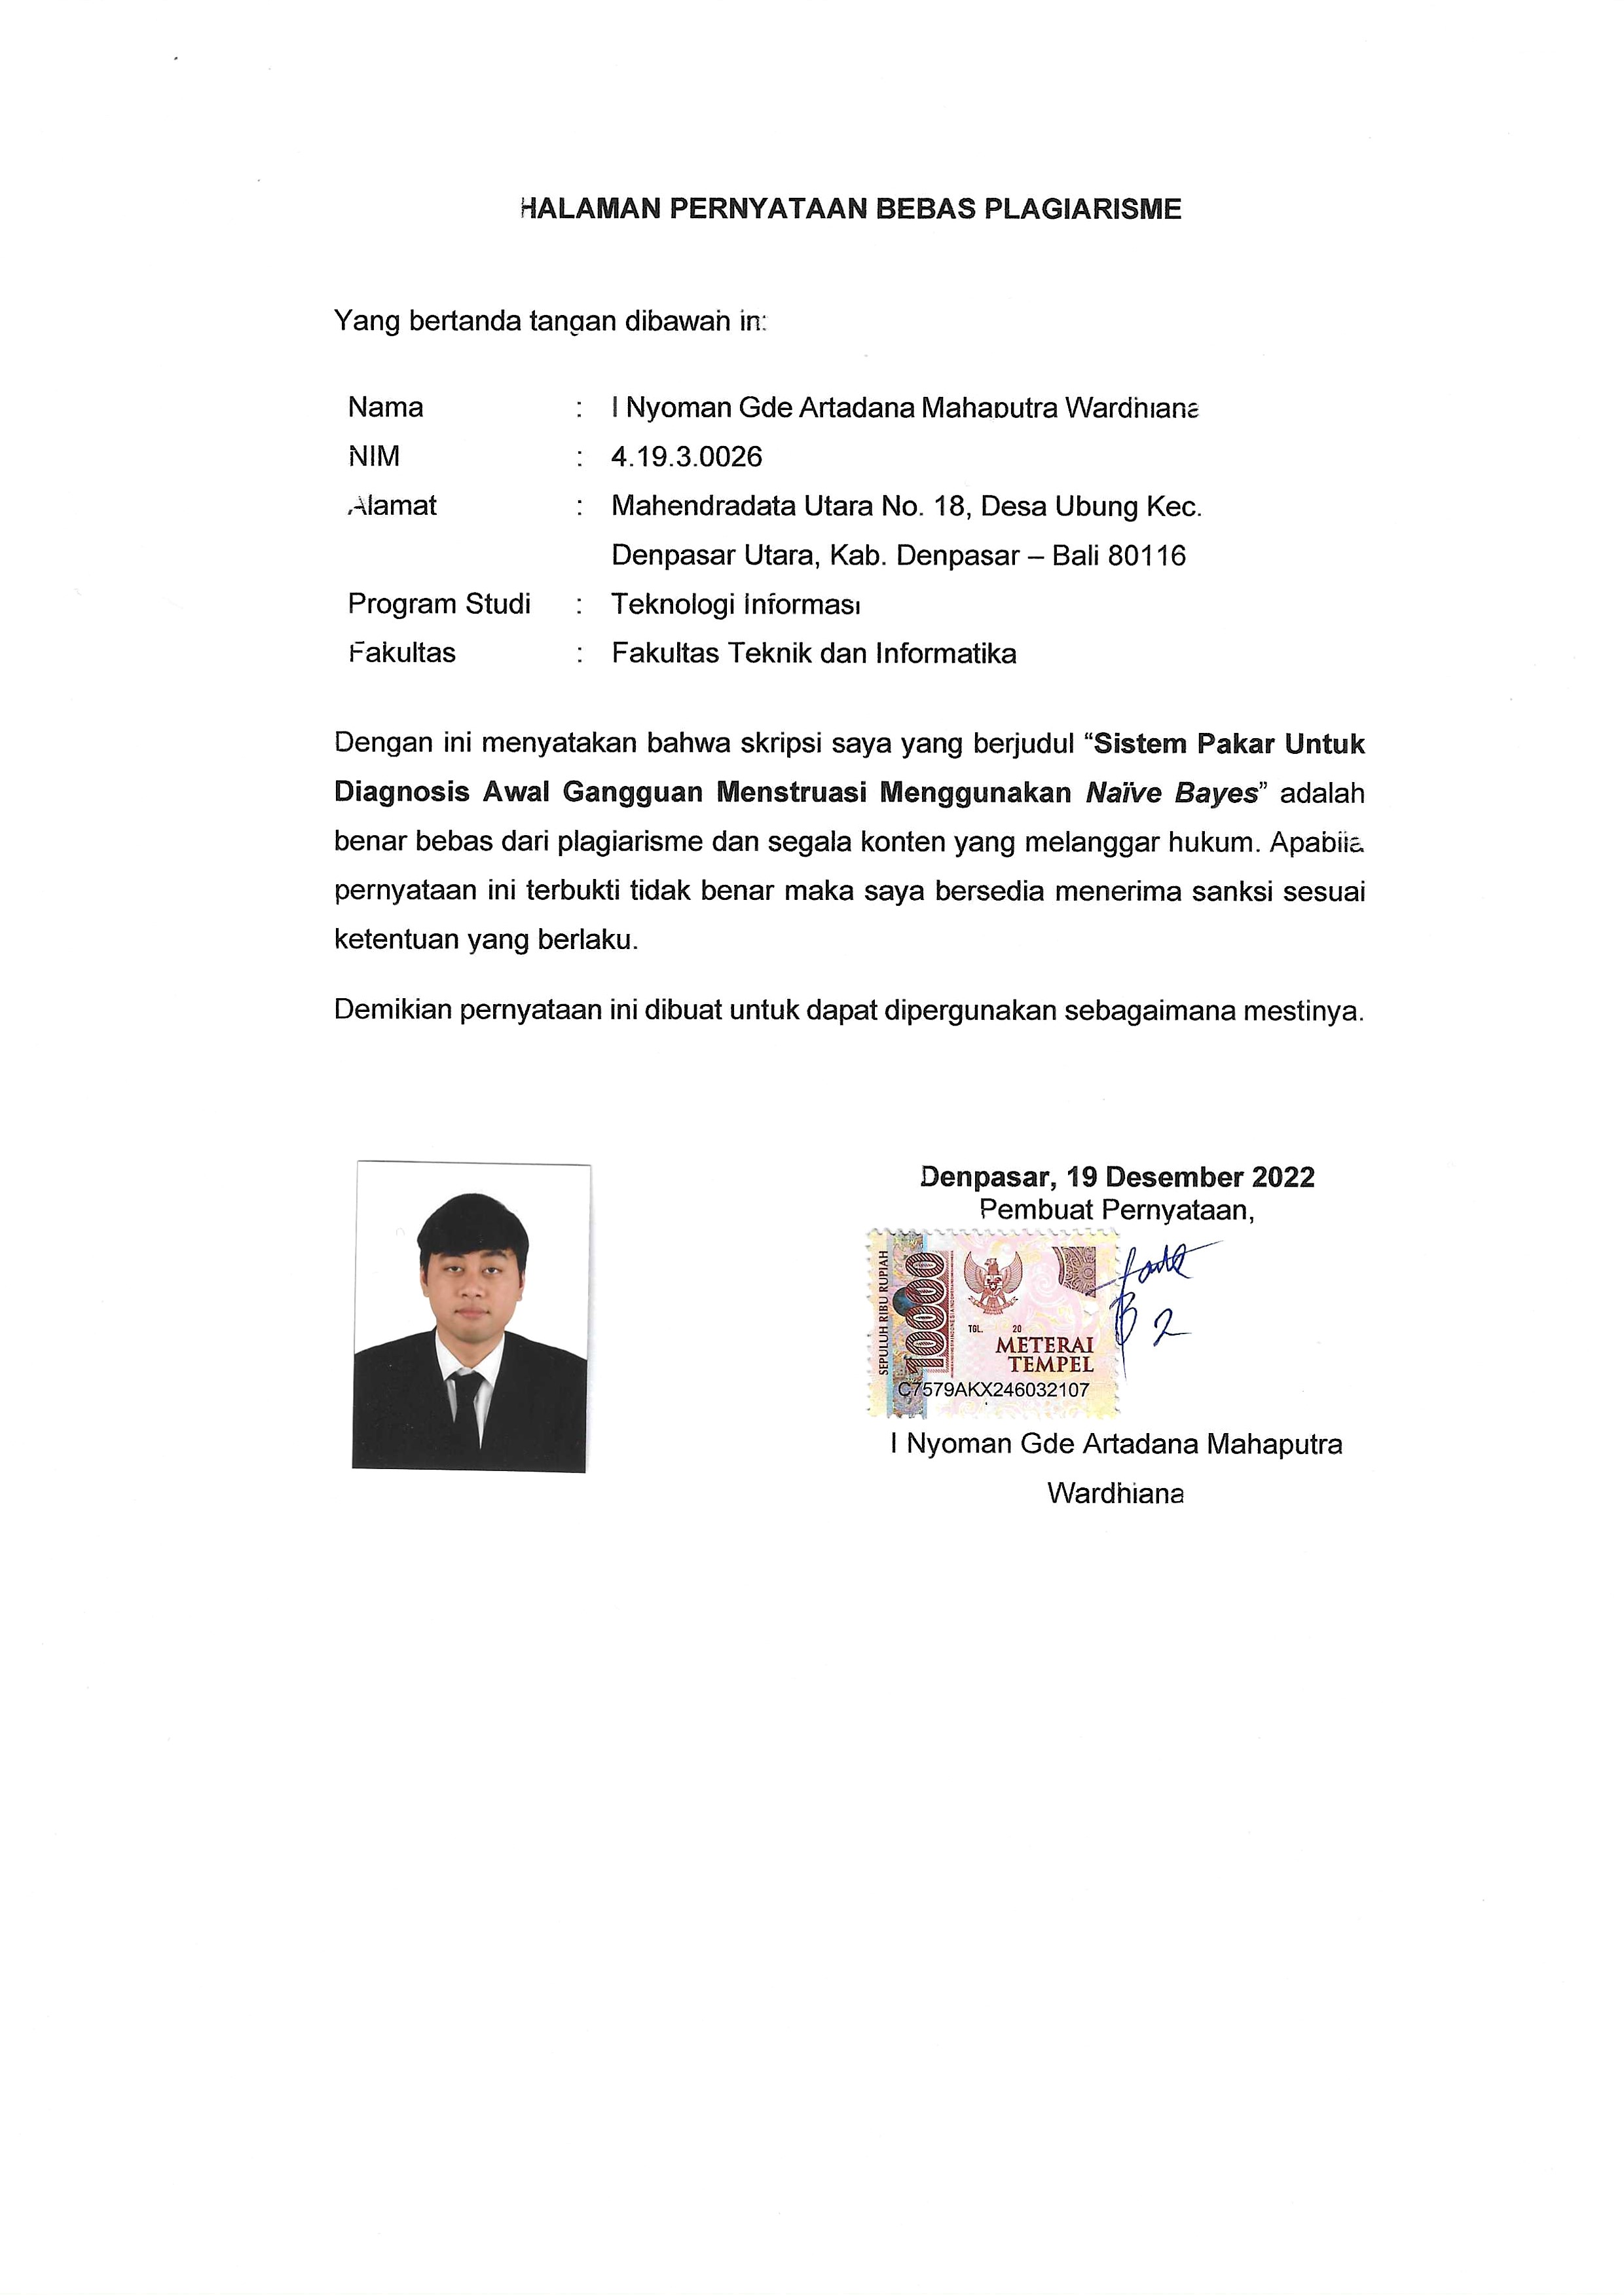 HALAMAN PERNYATAAN BEBAS PLAGIARISME
Yang bertanda tangan dibawah ini:
Nama : I Nyoman Gde Artadana Mahaputra Wardhiana
NIM : 4.19.3.0026
Alamat : Mahendradata Utara No. 18, Desa Ubung Kec.
Denpasar Utara, Kab. Denpasar – Bali 80116
Program Studi : Teknologi Informasi
Fakultas : Fakultas Teknik dan Informatika
Dengan ini menyatakan bahwa skripsi saya yang berjudul “Sistem Pakar Untuk
Diagnosis Awal Gangguan Menstruasi Menggunakan Naïve Bayes” adalah
benar bebas dari plagiarisme dan segala konten yang melanggar hukum. Apabila
pernyataan ini terbukti tidak benar maka saya bersedia menerima sanksi sesuai
ketentuan yang berlaku.
Demikian pernyataan ini dibuat untuk dapat dipergunakan sebagaimana mestinya.
Denpasar, 19 Desember 2022
Pembuat Pernyataan,
SEPULUH RIBU RUPIAH
10000
TGL. 20
METERAI
TEMPEL
C7579AKX246032107
I Nyoman Gde Artadana Mahaputra
Wardhiana